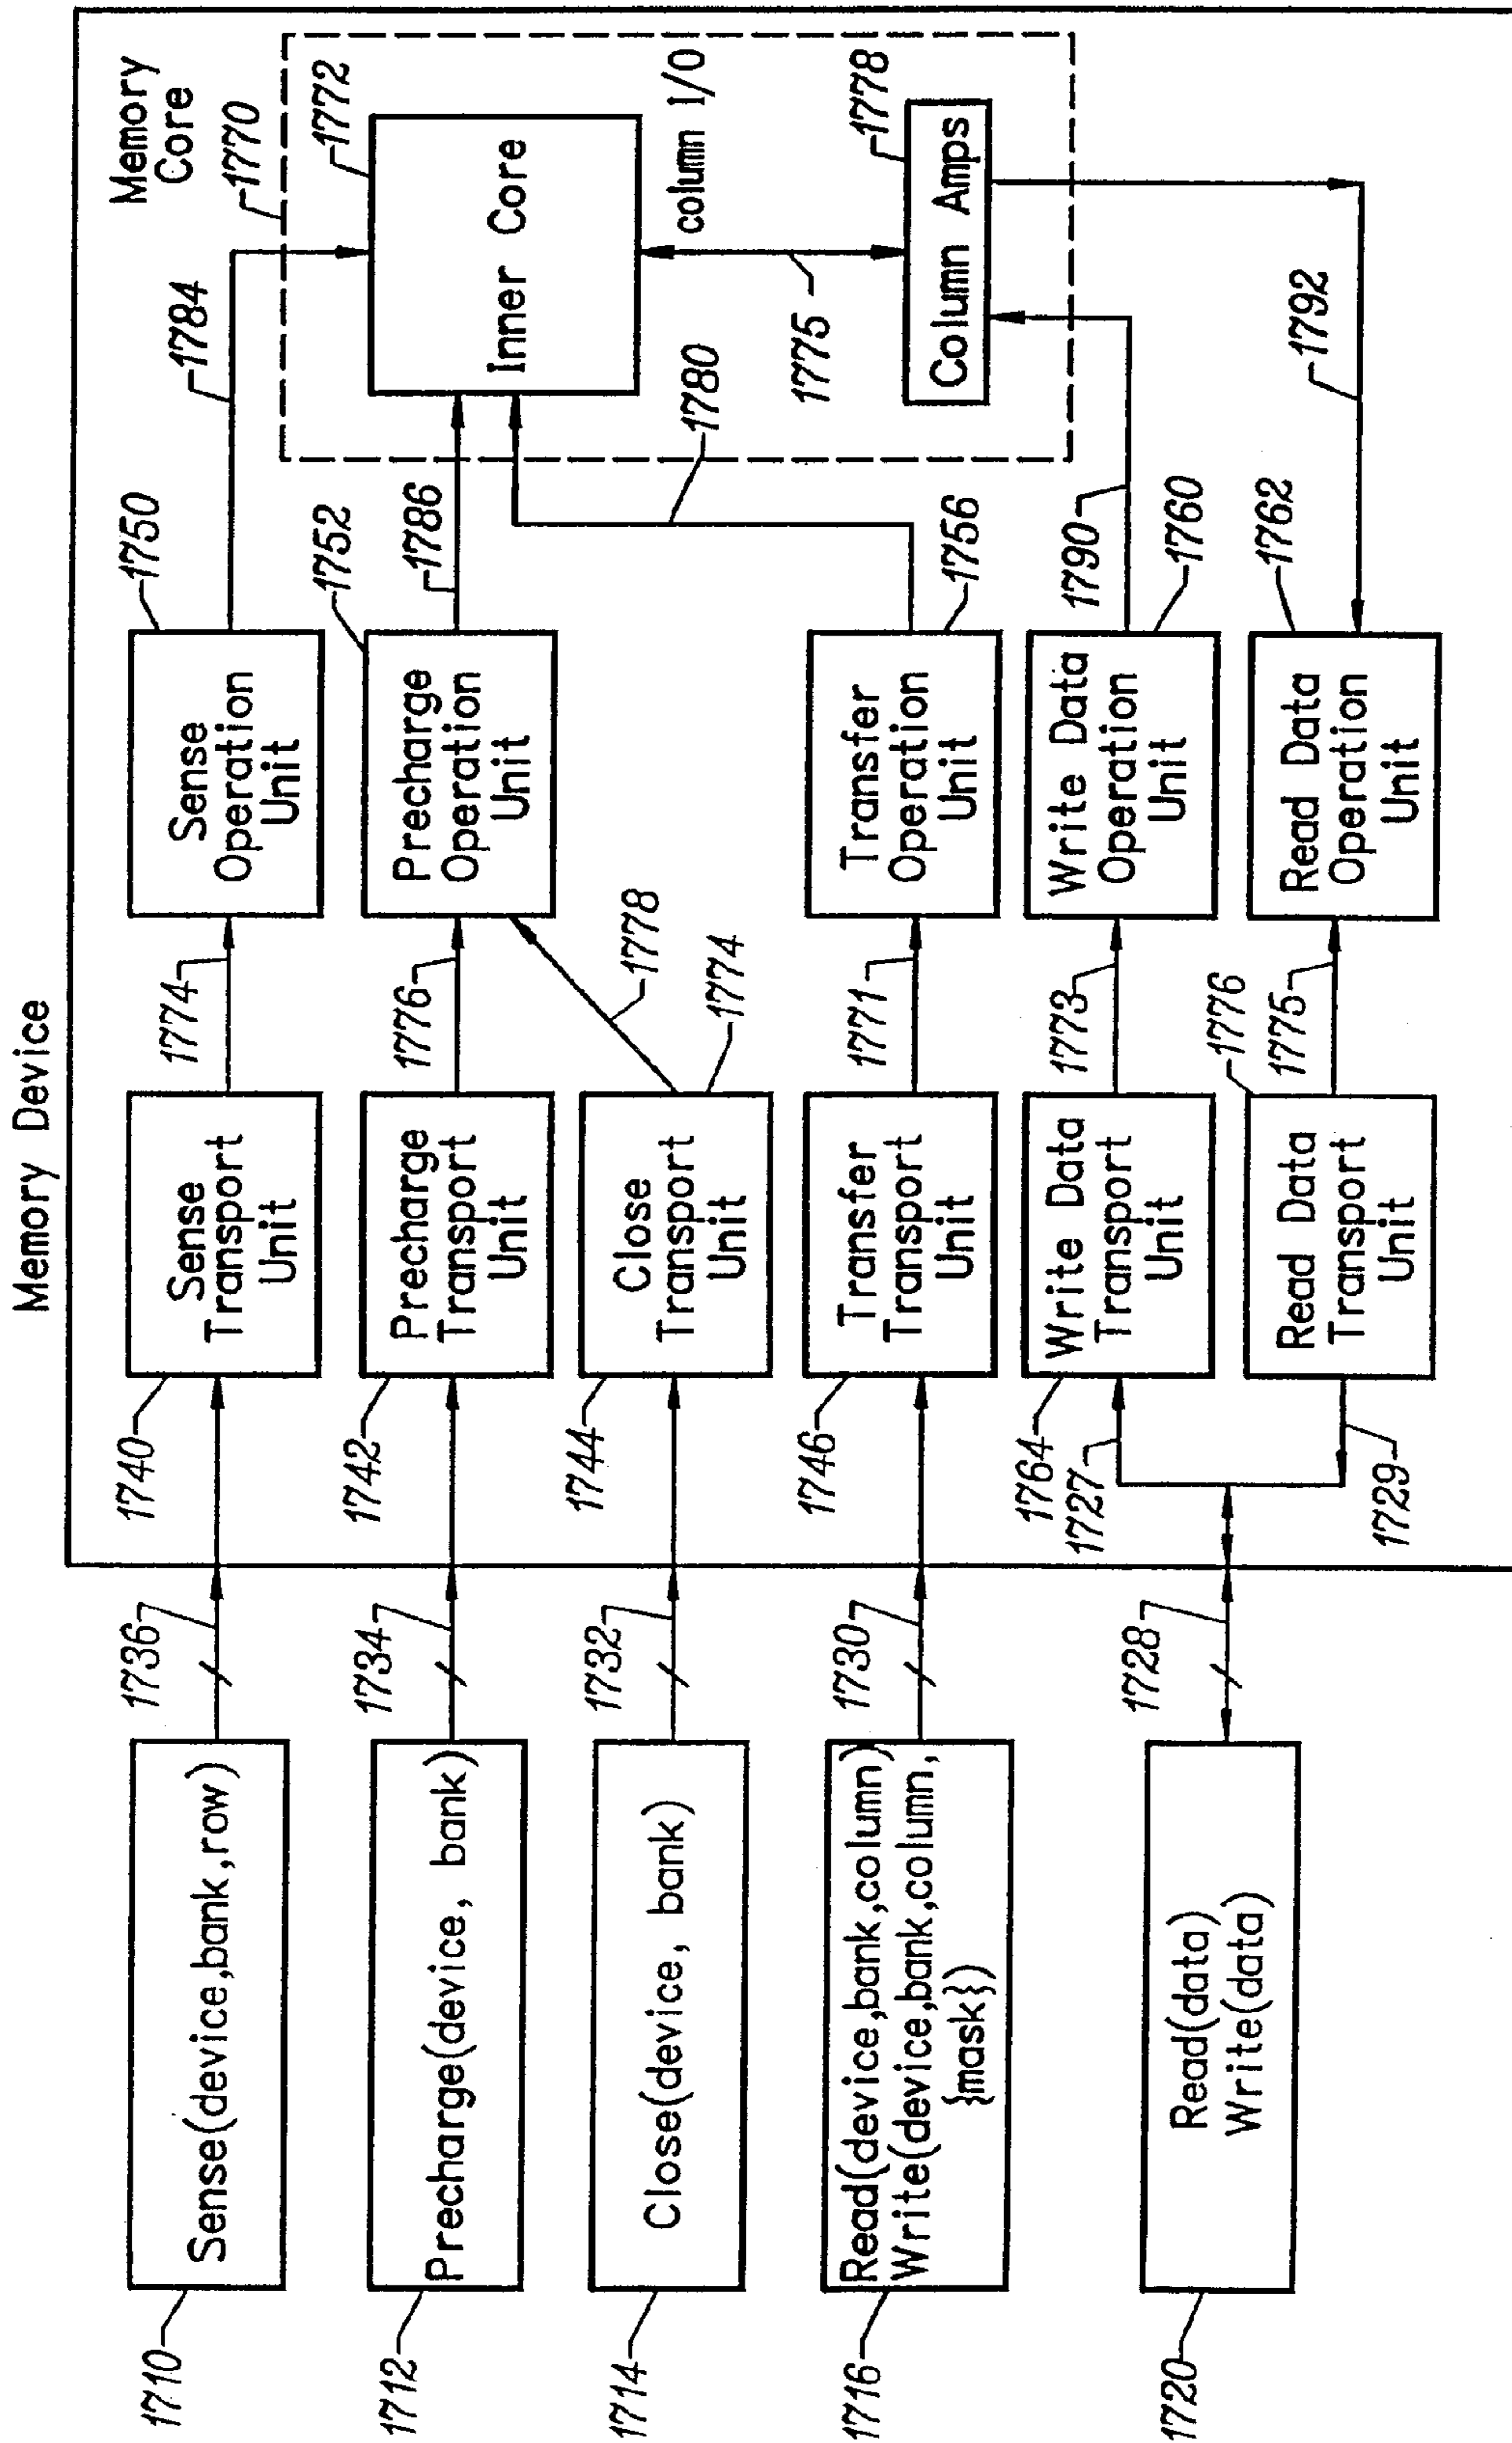 Memory Device
1710
Sense(device,bank,row)
1736
1740
Sense
Transport
Unit
1774
Sense
Operation
Unit
1750
1784
Memory
Core
1770
1712
Precharge(device, bank)
1734
1742
Precharge
Transport
Unit
1776
Precharge
Operation
Unit
1752
1786
Inner Core
1772
1714
Close(device, bank)
1732
1744
Close
Transport
Unit
1778
1774
1780
1775
column I/O
1716
Read(device,bank,column)
Write(device,bank,column,
{mask})
1730
1746
Transfer
Transport
Unit
1771
Transfer
Operation
Unit
1756
Column Amps
1778
1720
Read(data)
Write(data)
1728
1764
1727
Write Data
Transport
Unit
1773
Write Data
Operation
Unit
1790
1760
1729
Read Data
Transport
Unit
1776
1775
Read Data
Operation
Unit
1762
1792